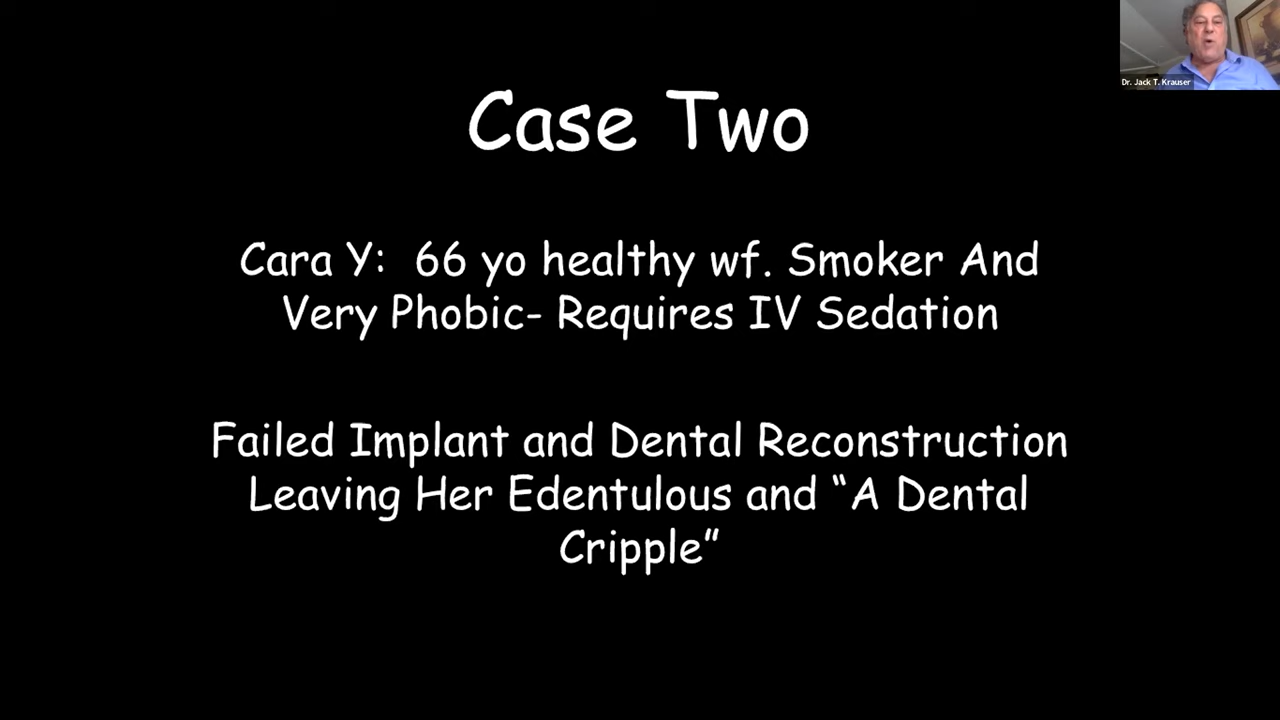 Dr. Jack T. Krauser
Case Two
Cara Y:  66 yo healthy wf. Smoker And
Very Phobic- Requires IV Sedation
Failed Implant and Dental Reconstruction
Leaving Her Edentulous and “A Dental
Cripple”